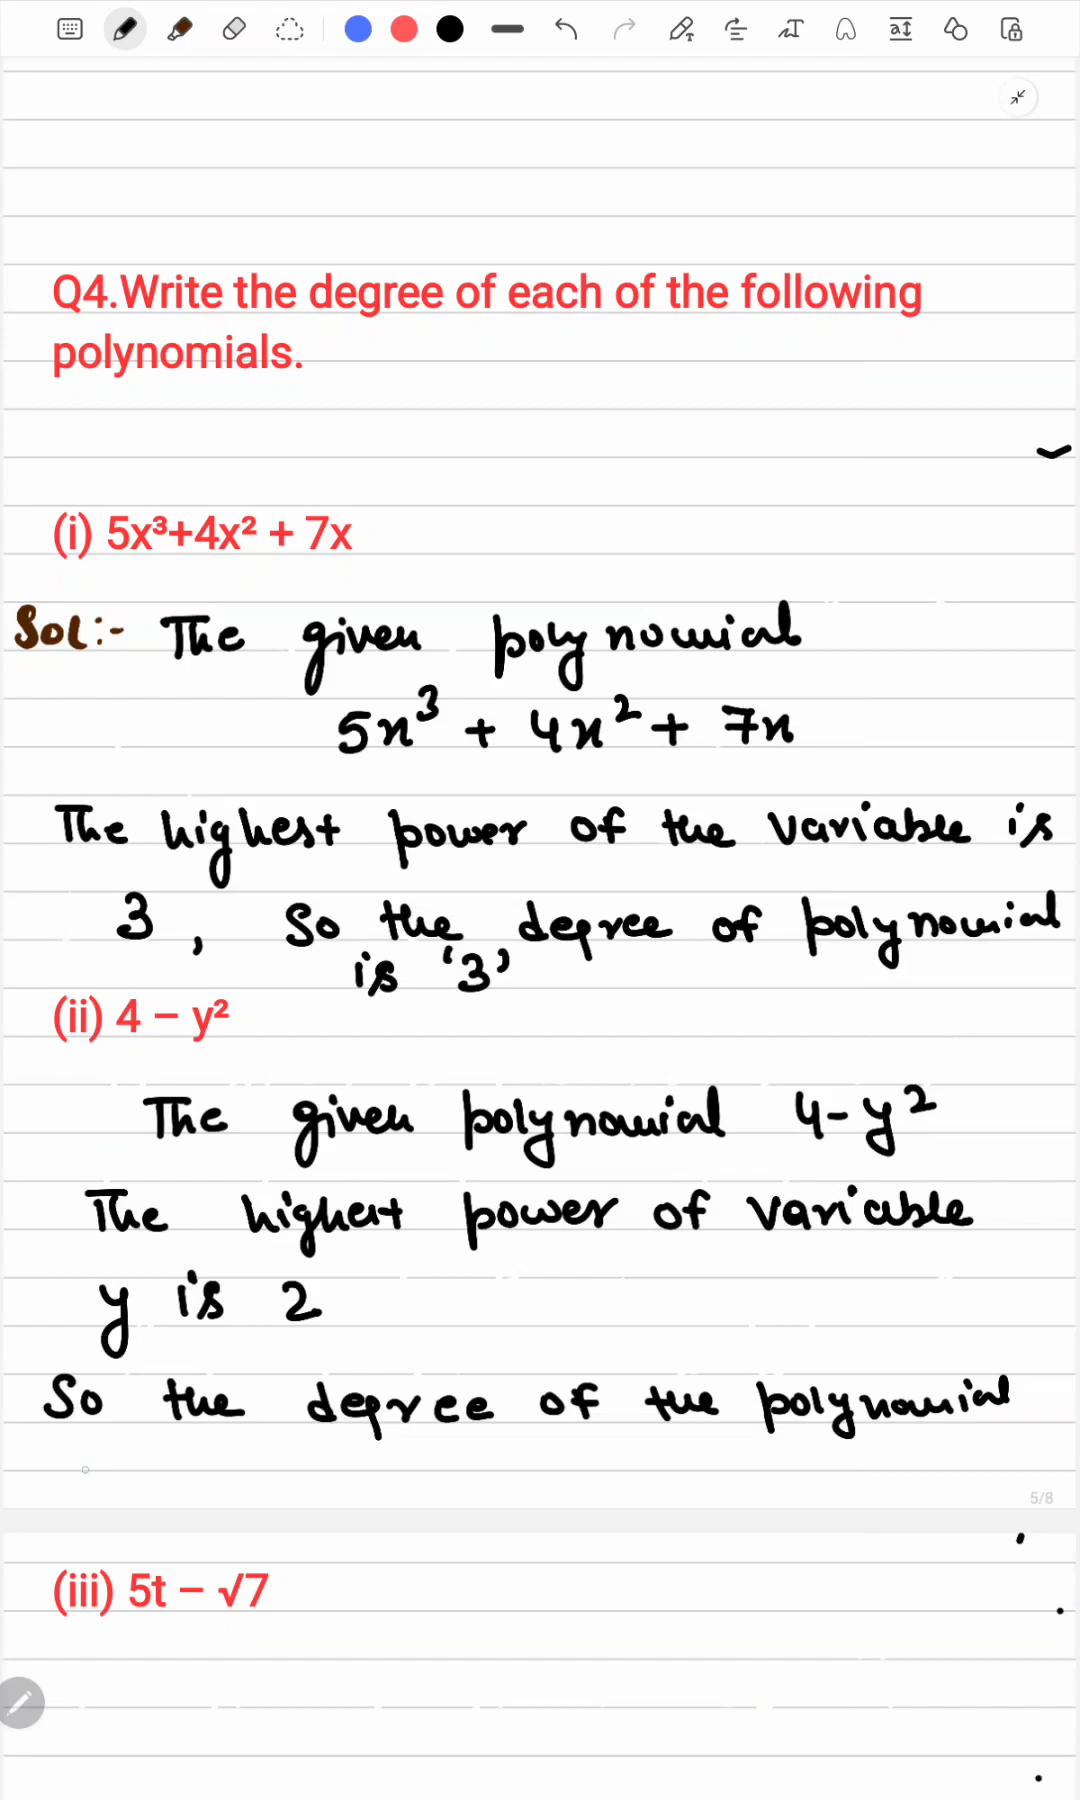 Q4.Write the degree of each of the following
polynomials.
(i) 5x³+4x² + 7x
Sol:- The given polynomial
5x³ + 4x² + 7x
The highest power of the variable is
3 , So the degree of polynomial
is '3'
(ii) 4 – y²
The given polynomial 4-y²
The highest power of variable
y is 2
So the degree of the polynomial
5/8
(iii) 5t – √7